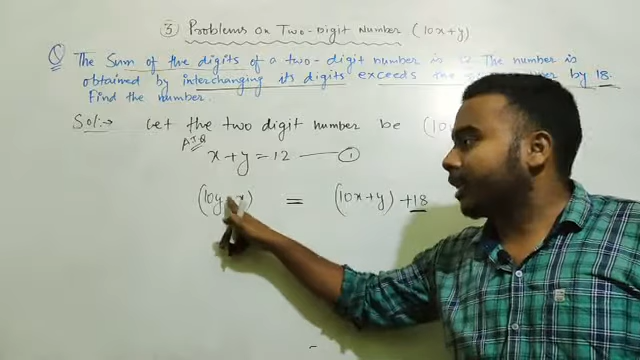 ③ Problems on Two-Digit Number (10x+y)
Q The Sum of the digits of a two-digit number is 12. The number is
obtained by interchanging its digits exceeds the by 18.
Find the number.
Sol:→ Let the two digit number be (10
A.T.Q
x+y=12 — ①
(10y x) = (10x+y) +18